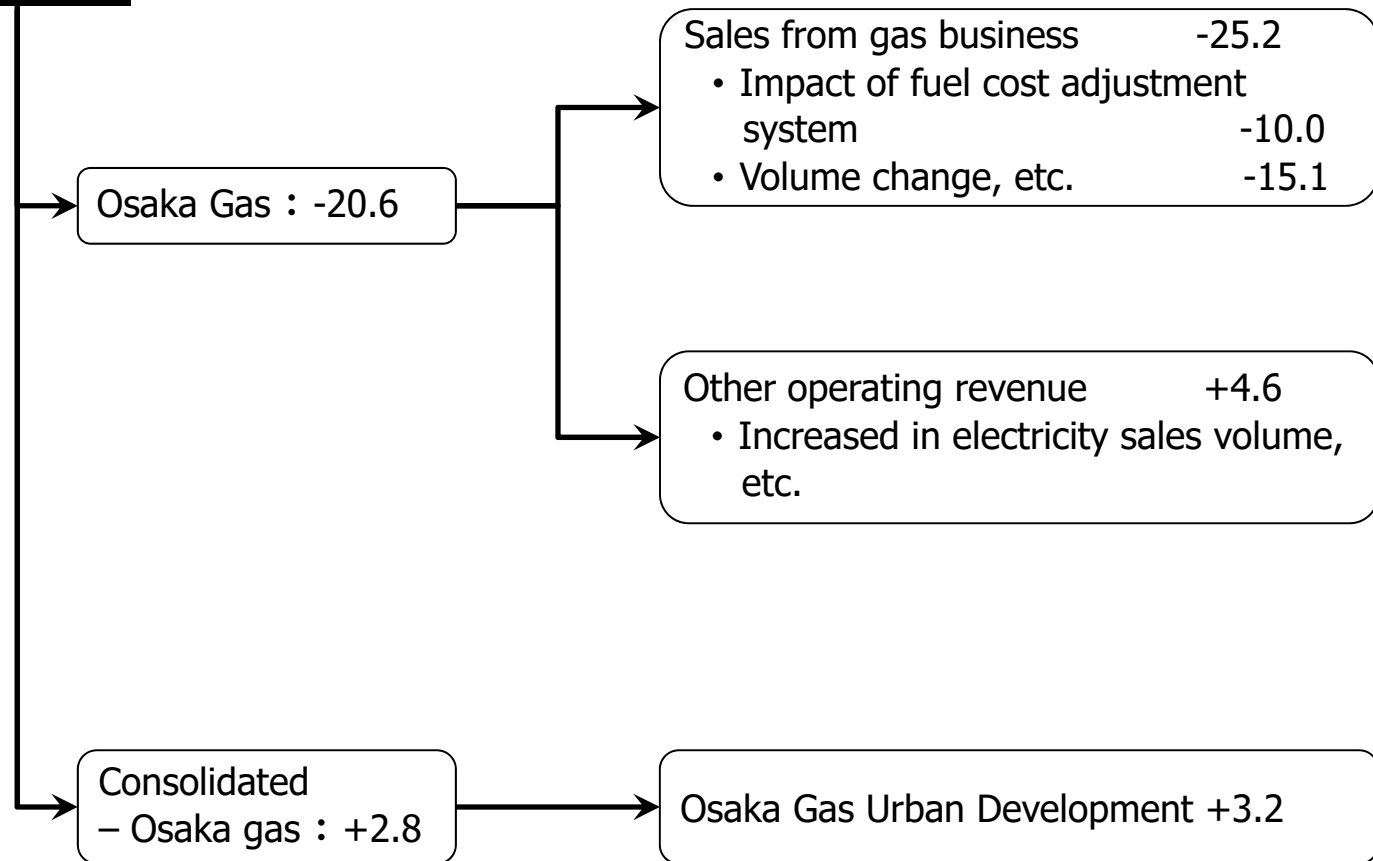 Sales from gas business -25.2
• Impact of fuel cost adjustment
system -10.0
• Volume change, etc. -15.1
Osaka Gas：-20.6
Other operating revenue +4.6
• Increased in electricity sales volume,
etc.
Consolidated
– Osaka gas：+2.8
Osaka Gas Urban Development +3.2